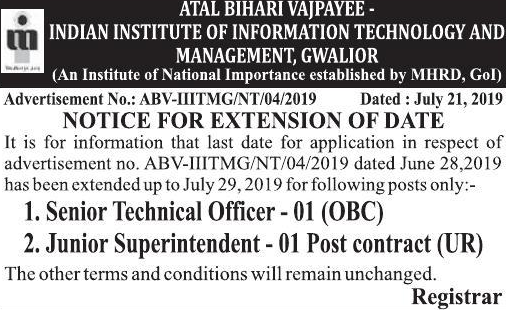 ATAL BIHARI VAJPAYEE -
INDIAN INSTITUTE OF INFORMATION TECHNOLOGY AND
MANAGEMENT, GWALIOR
(An Institute of National Importance established by MHRD, GoI)
Advertisement No.: ABV-IIITMG/NT/04/2019 Dated : July 21, 2019
NOTICE FOR EXTENSION OF DATE
It is for information that last date for application in respect of
advertisement no. ABV-IIITMG/NT/04/2019 dated June 28,2019
has been extended up to July 29, 2019 for following posts only:-
1. Senior Technical Officer - 01 (OBC)
2. Junior Superintendent - 01 Post contract (UR)
The other terms and conditions will remain unchanged.
Registrar